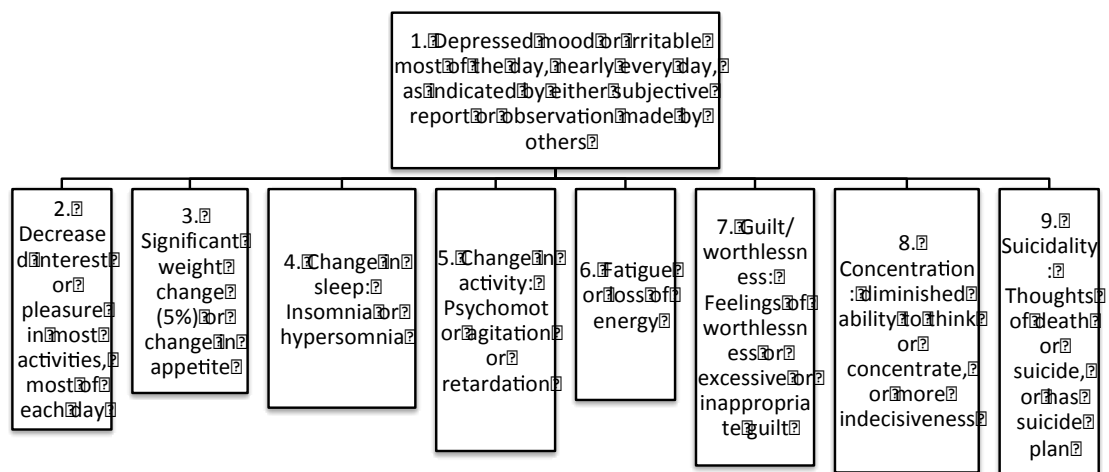 1. Depressed mood or irritable
most of the day, nearly every day,
as indicated by either subjective
report or observation made by
others
2.
Decrease
d interest
or
pleasure
in most
activities,
most of
each day
3.
Significant
weight
change
(5%) or
change in
appetite
4. Change in
sleep:
Insomnia or
hypersomnia
5. Change in
activity:
Psychomot
or agitation
or
retardation
6. Fatigue
or loss of
energy
7. Guilt/
worthlessn
ess:
Feelings of
worthlessn
ess or
excessive or
inappropria
te guilt
8.
Concentration
: diminished
ability to think
or
concentrate,
or more
indecisiveness
9.
Suicidality
:
Thoughts
of death
or
suicide,
or has
suicide
plan